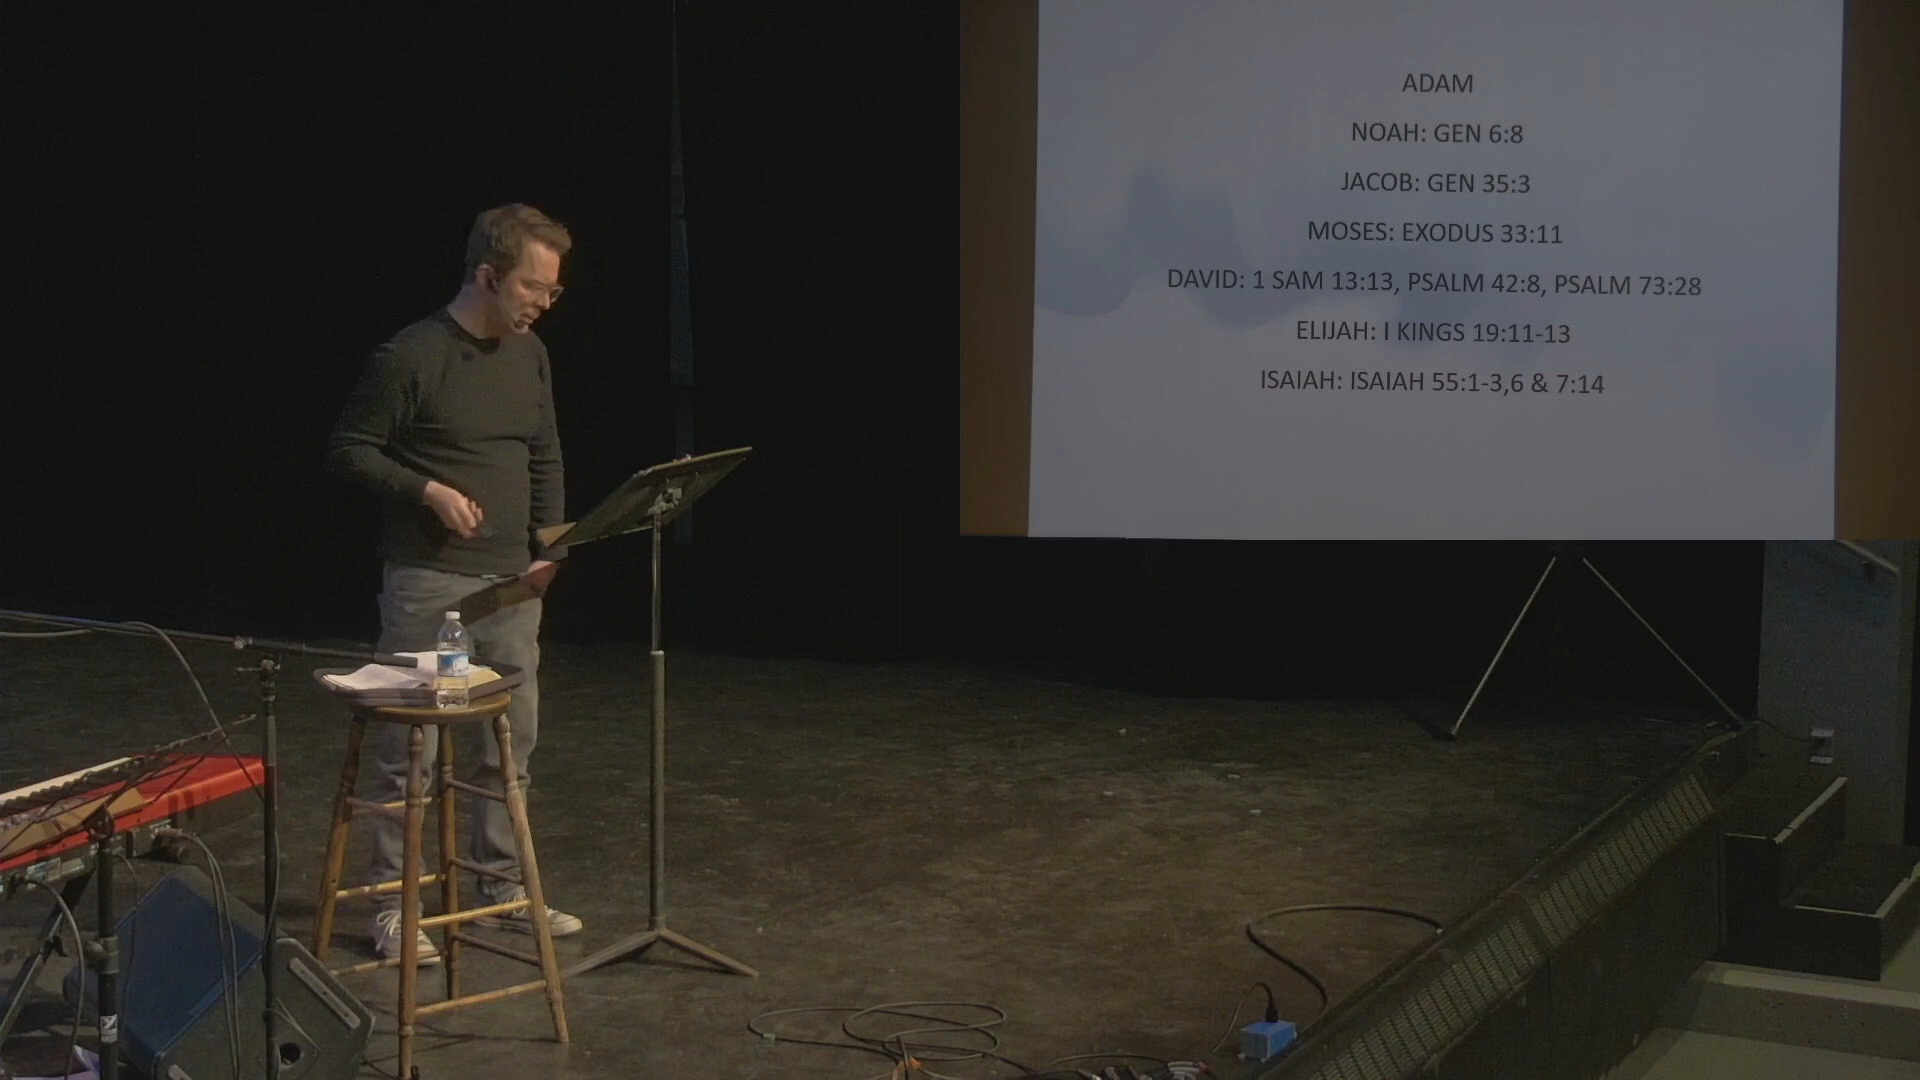 ADAM
NOAH: GEN 6:8
JACOB: GEN 35:3
MOSES: EXODUS 33:11
DAVID: 1 SAM 13:13, PSALM 42:8, PSALM 73:28
ELIJAH: I KINGS 19:11-13
ISAIAH: ISAIAH 55:1-3,6 & 7:14